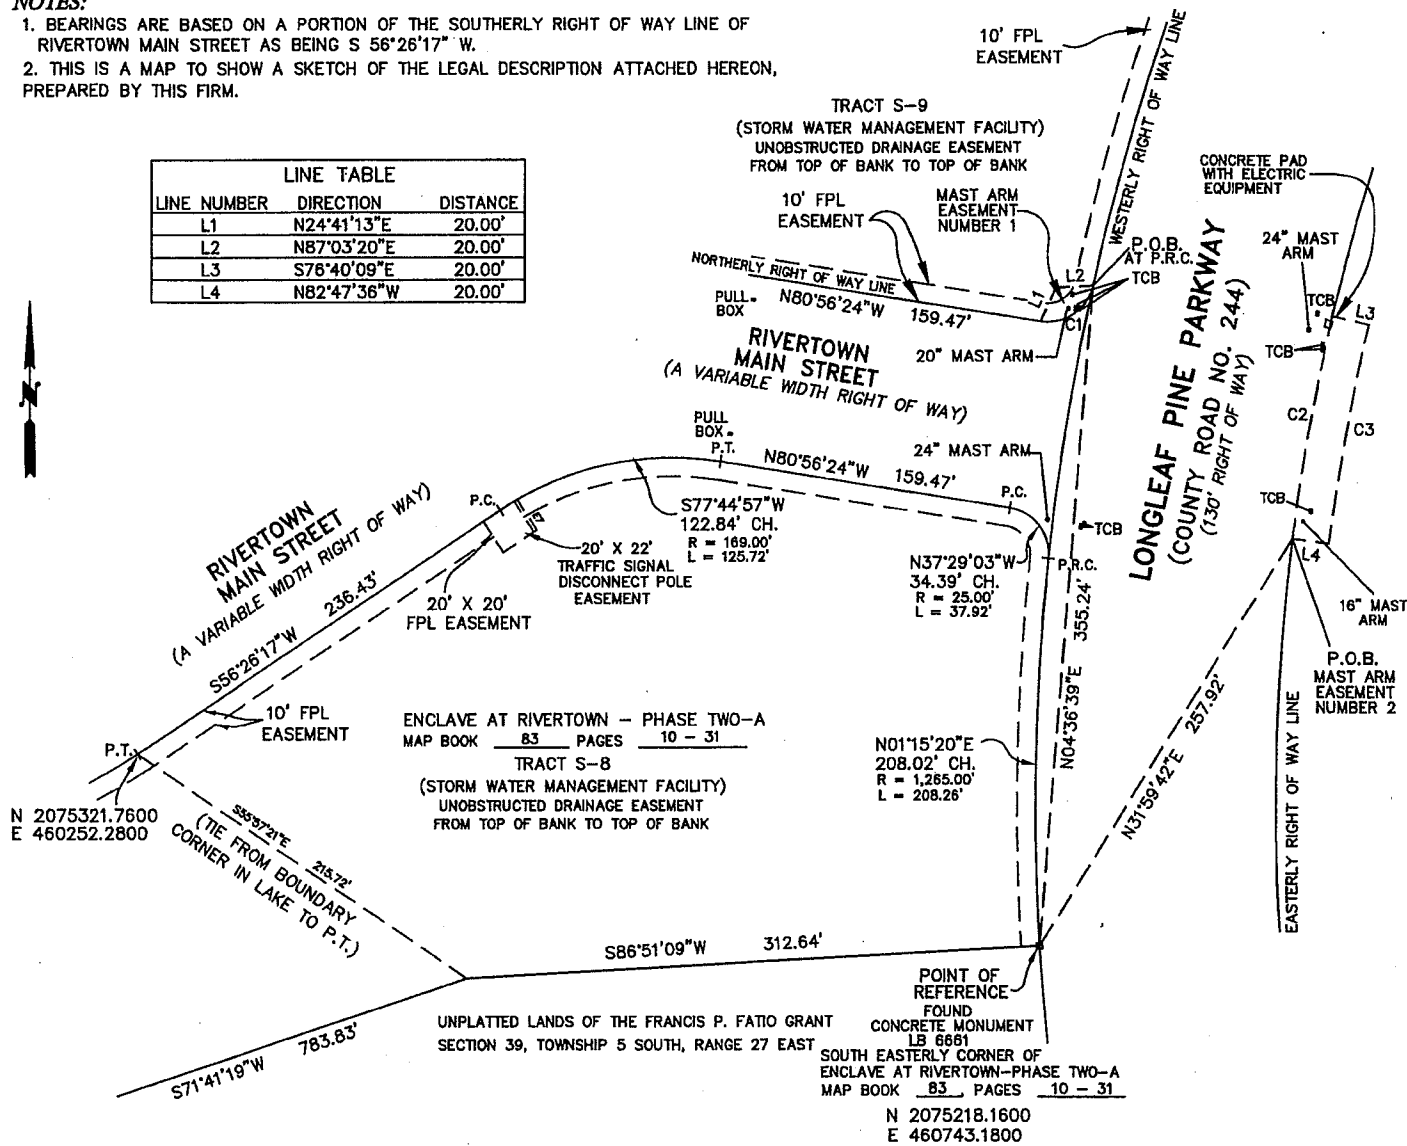 NOTES:
1. BEARINGS ARE BASED ON A PORTION OF THE SOUTHERLY RIGHT OF WAY LINE OF
RIVERTOWN MAIN STREET AS BEING S 56°26'17" W.
2. THIS IS A MAP TO SHOW A SKETCH OF THE LEGAL DESCRIPTION ATTACHED HEREON,
PREPARED BY THIS FIRM.
LINE TABLE
LINE NUMBER DIRECTION DISTANCE
L1 N24°41'13"E 20.00'
L2 N87°03'20"E 20.00'
L3 S76°40'09"E 20.00'
L4 N82°47'36"W 20.00'
N
10' FPL
EASEMENT
WESTERLY RIGHT OF WAY LINE
TRACT S-9
(STORM WATER MANAGEMENT FACILITY)
UNOBSTRUCTED DRAINAGE EASEMENT
FROM TOP OF BANK TO TOP OF BANK
10' FPL
EASEMENT
MAST ARM
EASEMENT
NUMBER 1
P.O.B.
AT P.R.C.
TCB
L2
L1
C1
NORTHERLY RIGHT OF WAY LINE
N80°56'24"W 159.47'
PULL
BOX
20" MAST ARM
RIVERTOWN
MAIN STREET
(A VARIABLE WIDTH RIGHT OF WAY)
CONCRETE PAD
WITH ELECTRIC
EQUIPMENT
24" MAST
ARM
TCB
L3
TCB
C2
C3
TCB
L4
16" MAST
ARM
P.O.B.
MAST ARM
EASEMENT
NUMBER 2
LONGLEAF PINE PARKWAY
(COUNTY ROAD NO. 244)
(130' RIGHT OF WAY)
PULL
BOX
P.T.
N80°56'24"W 159.47'
24" MAST ARM
P.C.
TCB
P.R.C.
N37°29'03"W
34.39' CH.
R = 25.00'
L = 37.92'
S77°44'57"W
122.84' CH.
R = 169.00'
L = 125.72'
P.C.
20' X 22'
TRAFFIC SIGNAL
DISCONNECT POLE
EASEMENT
20' X 20'
FPL EASEMENT
RIVERTOWN
MAIN STREET
(A VARIABLE WIDTH RIGHT OF WAY)
S56°26'17"W 236.43'
10' FPL
EASEMENT
P.T.
N 2075321.7600
E 460252.2800
S55°57'21"E 215.72'
(TIE FROM BOUNDARY
CORNER IN LAKE TO P.T.)
ENCLAVE AT RIVERTOWN - PHASE TWO-A
MAP BOOK 83 PAGES 10 - 31
TRACT S-8
(STORM WATER MANAGEMENT FACILITY)
UNOBSTRUCTED DRAINAGE EASEMENT
FROM TOP OF BANK TO TOP OF BANK
N01°15'20"E
208.02' CH.
R = 1,265.00'
L = 208.26'
N04°36'39"E 355.24'
N31°59'42"E 257.92'
EASTERLY RIGHT OF WAY LINE
S86°51'09"W 312.64'
S71°41'19"W 783.83'
UNPLATTED LANDS OF THE FRANCIS P. FATIO GRANT
SECTION 39, TOWNSHIP 5 SOUTH, RANGE 27 EAST
POINT OF
REFERENCE
FOUND
CONCRETE MONUMENT
LB 6661
SOUTH EASTERLY CORNER OF
ENCLAVE AT RIVERTOWN-PHASE TWO-A
MAP BOOK 83, PAGES 10 - 31
N 2075218.1600
E 460743.1800